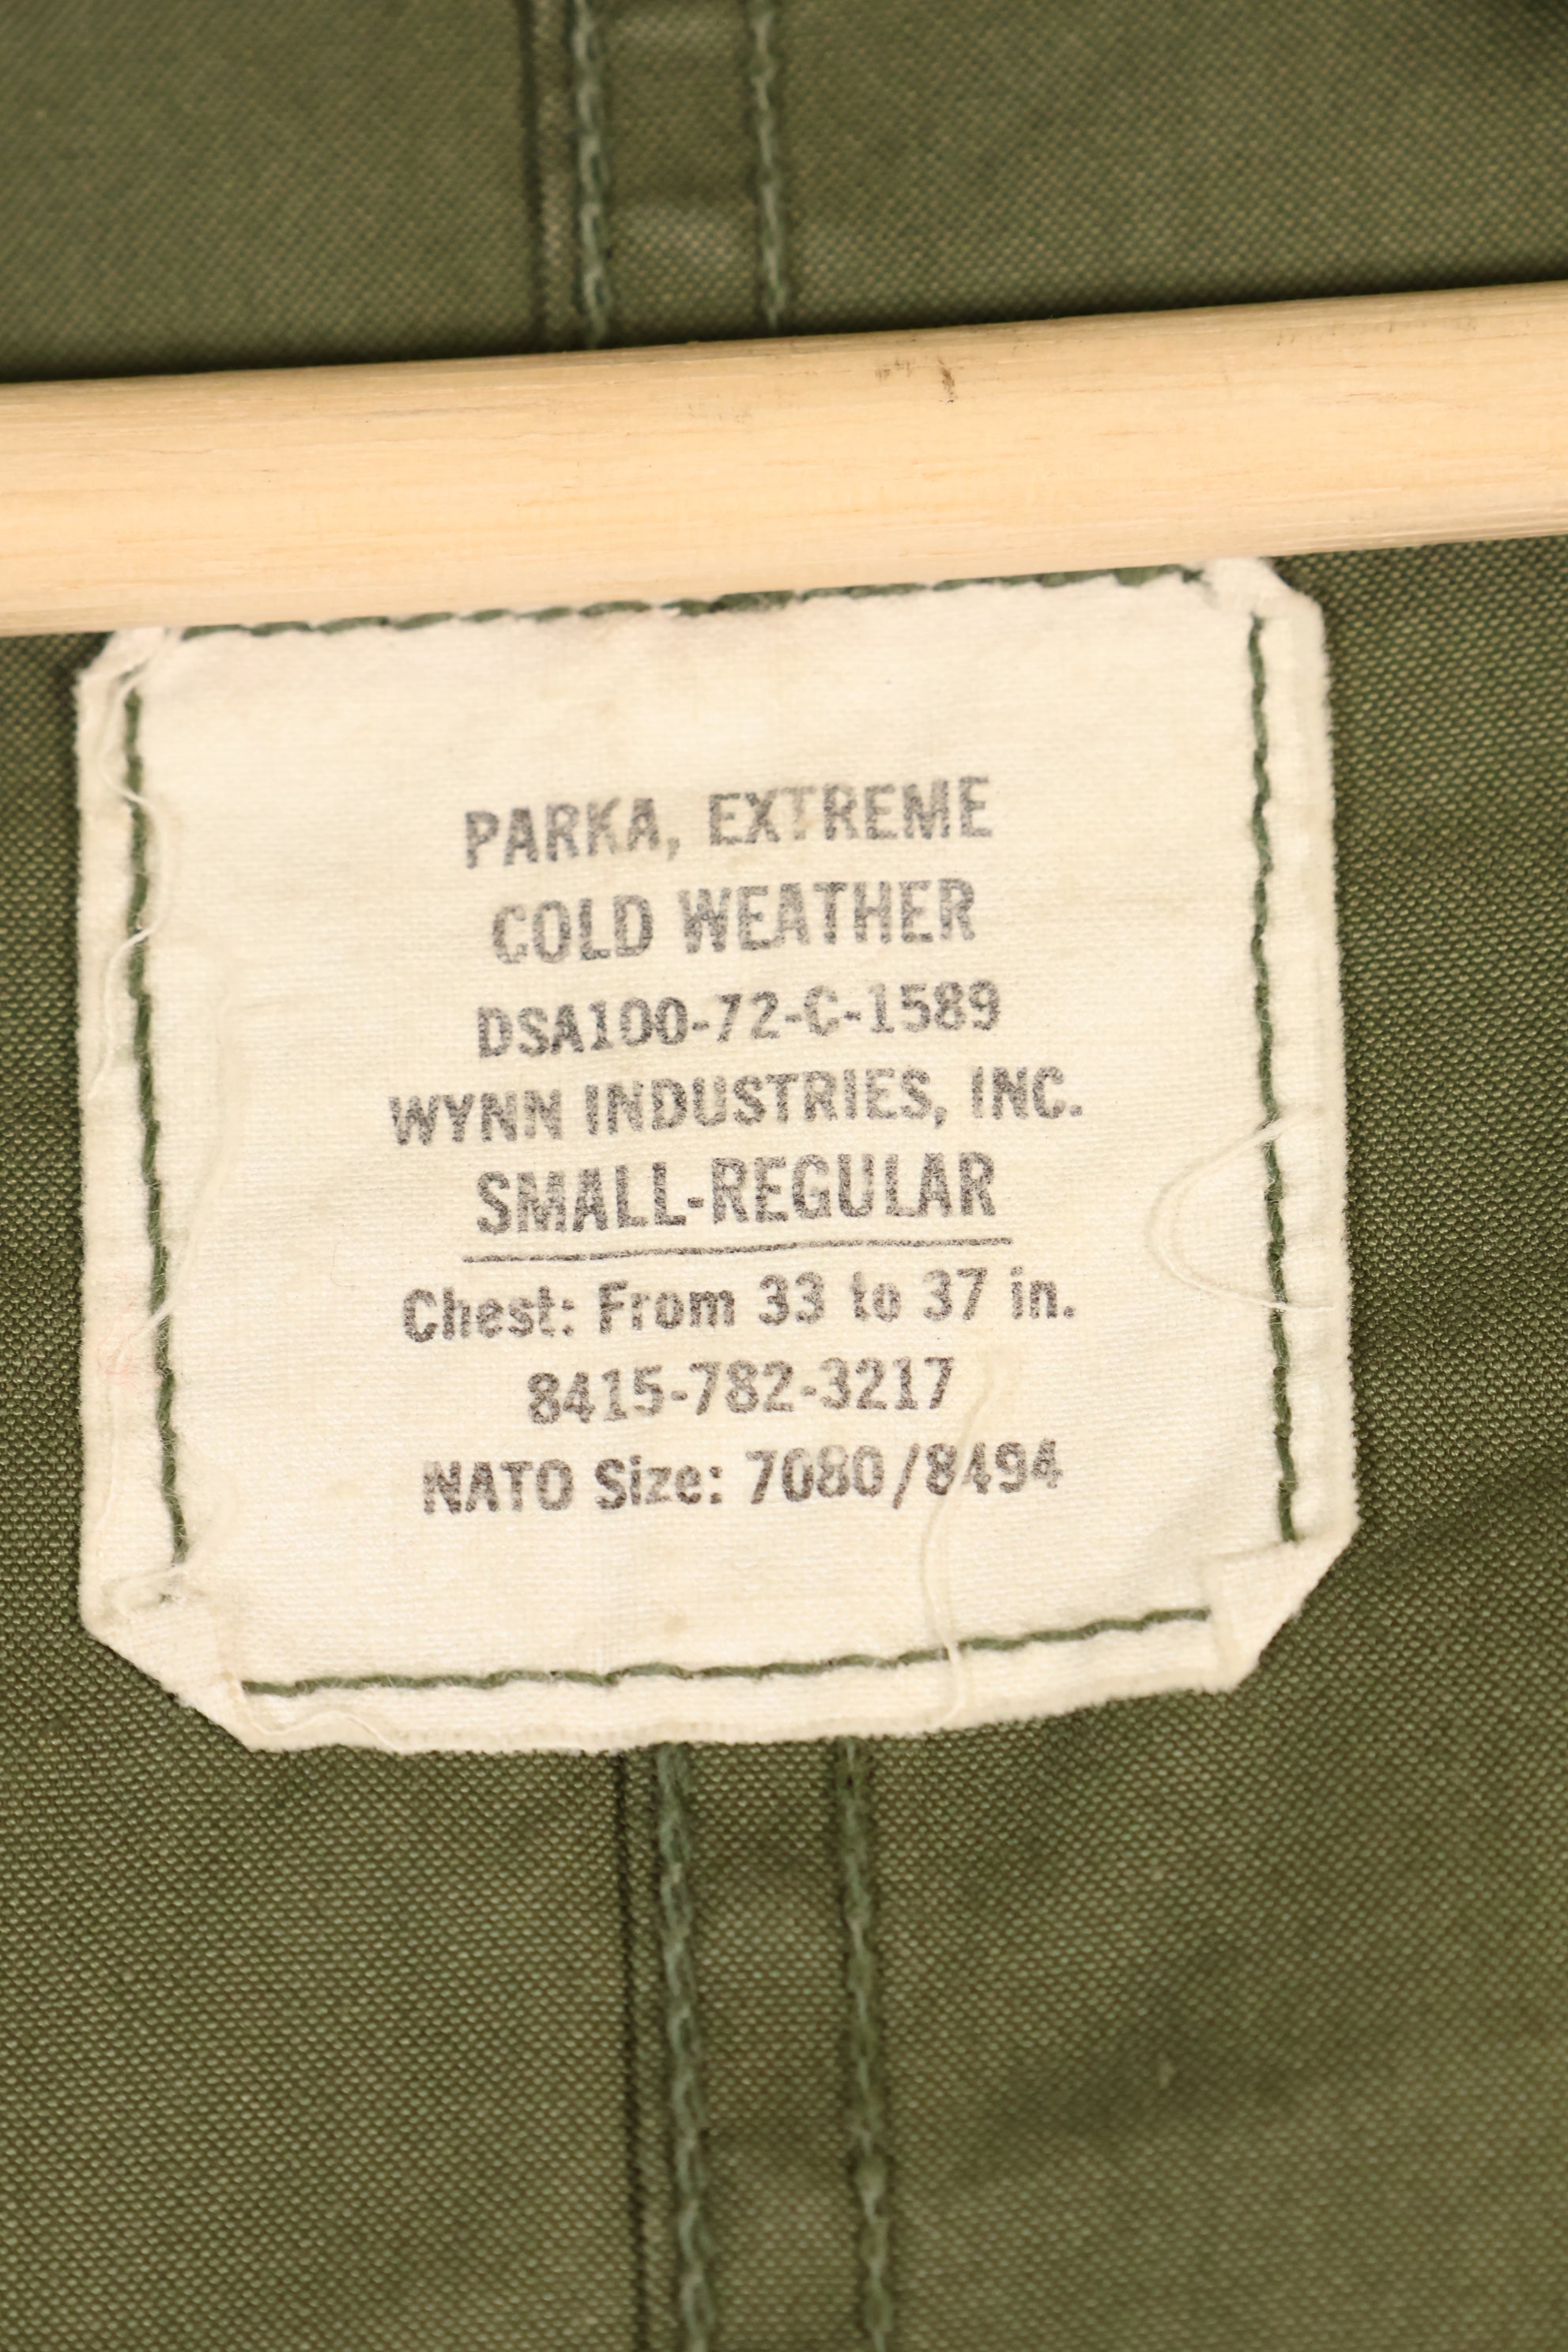 PARKA, EXTREME
COLD WEATHER
DSA100-72-C-1589
WYNN INDUSTRIES, INC.
SMALL-REGULAR
Chest: From 33 to 37 in.
8415-782-3217
NATO Size: 7080/8494